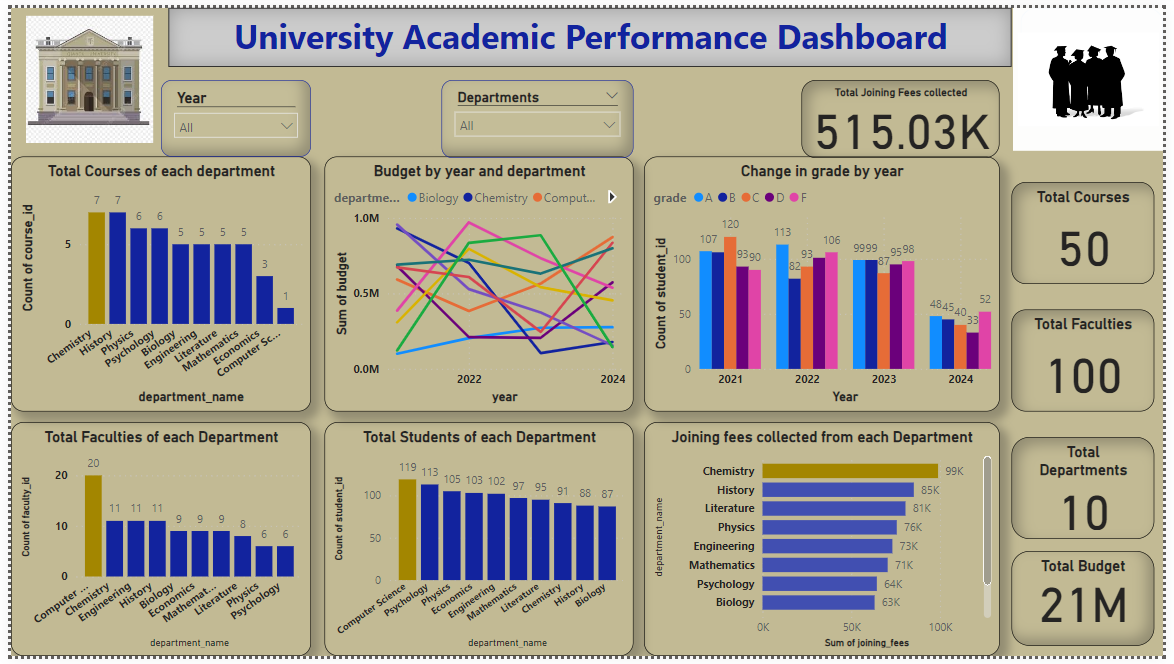 University Academic Performance Dashboard
Year
All
Departments
All
Total Joining Fees collected
515.03K
Total Courses of each department
Count of course_id
5
0
7
7
6
6
5
5
5
5
3
1
Chemistry
History
Physics
Psychology
Biology
Engineering
Literature
Mathematics
Economics
Computer Sc...
department_name
Budget by year and department
departme... Biology Chemistry Comput...
Sum of budget
1.0M
0.5M
0.0M
2022 2024
year
Change in grade by year
grade A B C D F
Count of student_id
100
50
0
107 120 93 90
113 82 93 106
99 99 87 95 98
48 45 40 33 52
2021 2022 2023 2024
Year
Total Courses
50
Total Faculties
100
Total Faculties of each Department
Count of faculty_id
20
10
0
20
11
11
11
9
9
9
8
6
6
Computer ...
Chemistry
Engineering
History
Biology
Economics
Mathemat...
Literature
Physics
Psychology
department_name
Total Students of each Department
Count of student_id
100
50
0
119
113
105
103
102
97
95
91
88
87
Computer Science
Psychology
Physics
Economics
Engineering
Mathematics
Literature
Chemistry
History
Biology
department_name
Joining fees collected from each Department
department_name
Chemistry 99K
History 85K
Literature 81K
Physics 76K
Engineering 73K
Mathematics 71K
Psychology 64K
Biology 63K
0K 50K 100K
Sum of joining_fees
Total
Departments
10
Total Budget
21M